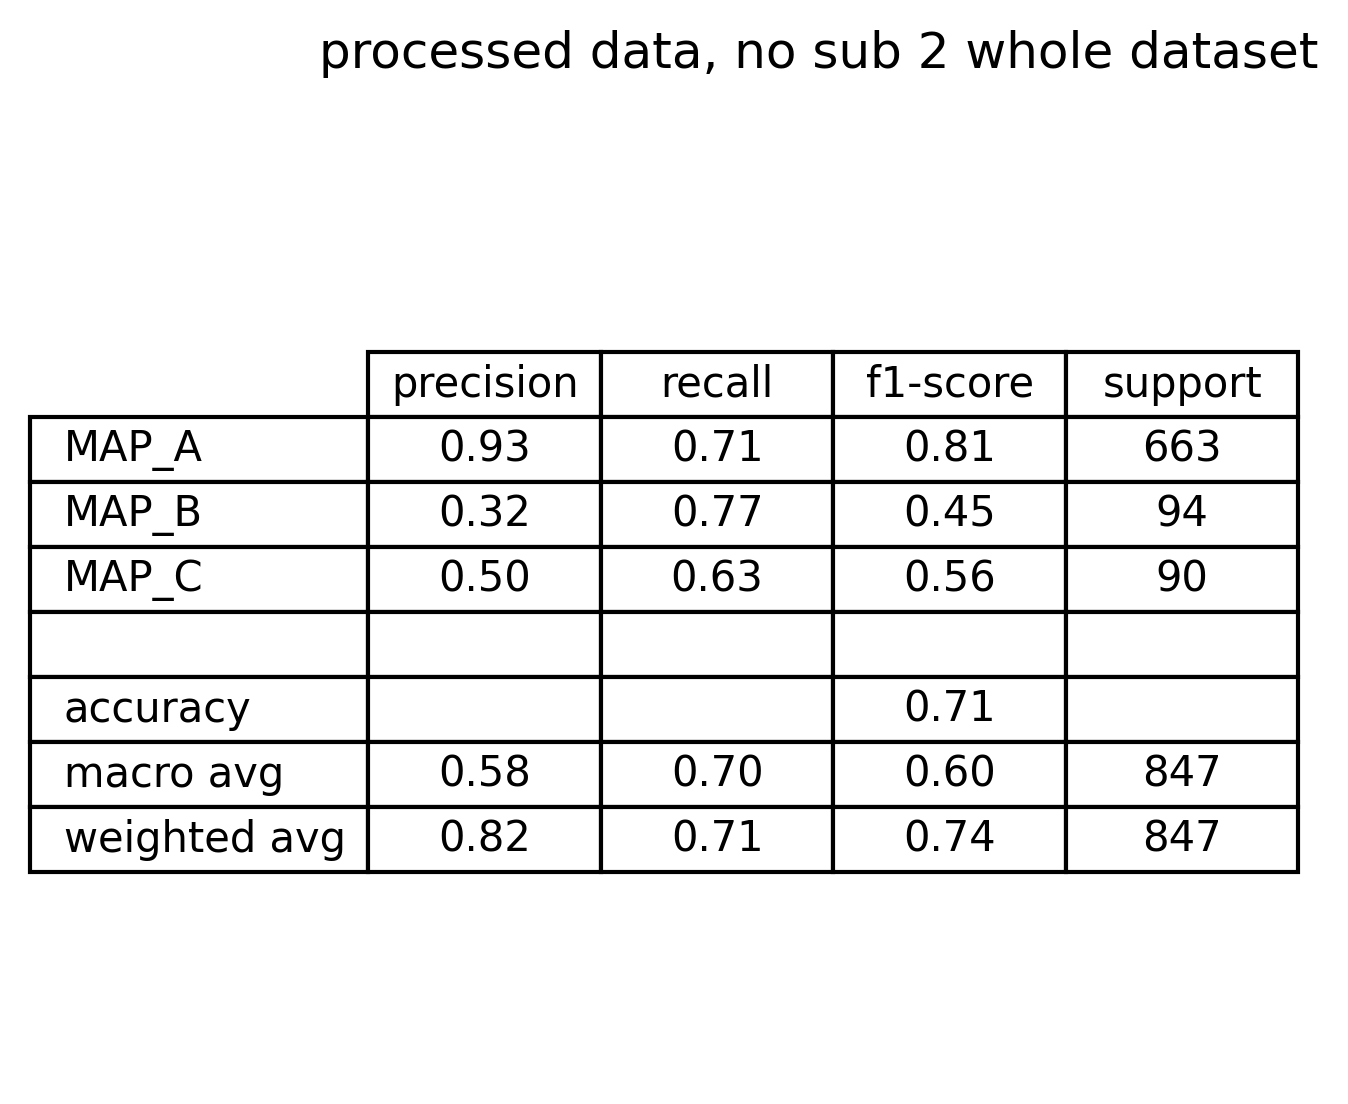 processed data, no sub 2 whole dataset
precision recall f1-score support
MAP_A 0.93 0.71 0.81 663
MAP_B 0.32 0.77 0.45 94
MAP_C 0.50 0.63 0.56 90
accuracy 0.71
macro avg 0.58 0.70 0.60 847
weighted avg 0.82 0.71 0.74 847